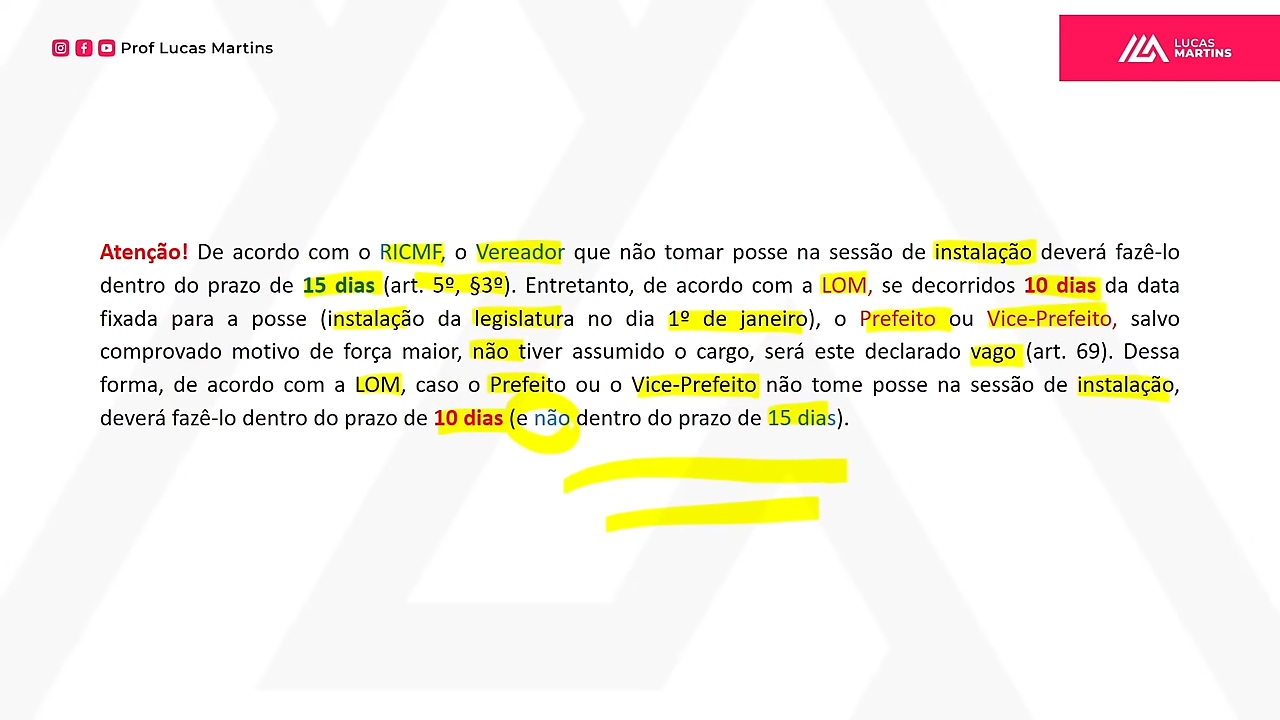 Prof Lucas Martins
LUCAS
MARTINS
Atenção! De acordo com o RICMF, o Vereador que não tomar posse na sessão de instalação deverá fazê-lo
dentro do prazo de 15 dias (art. 5º, §3º). Entretanto, de acordo com a LOM, se decorridos 10 dias da data
fixada para a posse (instalação da legislatura no dia 1º de janeiro), o Prefeito ou Vice-Prefeito, salvo
comprovado motivo de força maior, não tiver assumido o cargo, será este declarado vago (art. 69). Dessa
forma, de acordo com a LOM, caso o Prefeito ou o Vice-Prefeito não tome posse na sessão de instalação,
deverá fazê-lo dentro do prazo de 10 dias (e não dentro do prazo de 15 dias).